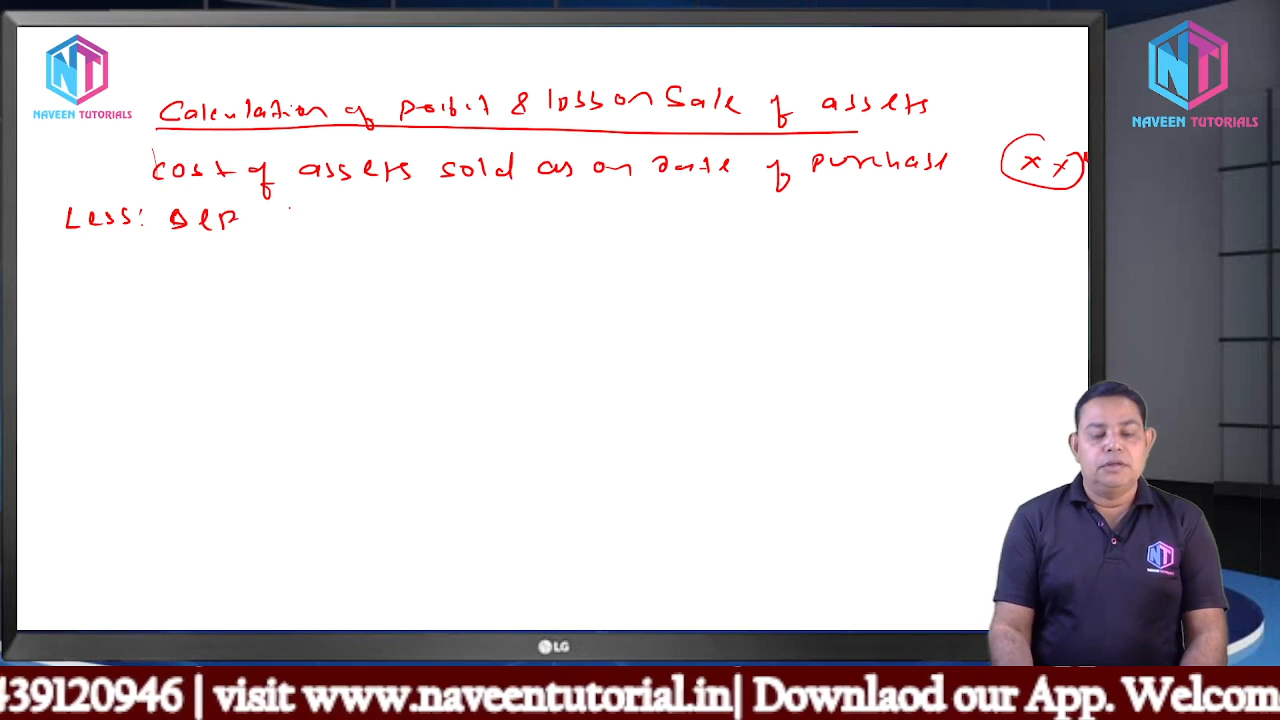 NAVEEN TUTORIALS
NAVEEN TUTORIALS
Calculation of Profit & loss on Sale of assets
Cost of assets sold as on date of purchase xx
Less: Dep
NT
LG
439120946 | visit www.naveentutorial.in| Downlaod our App. Welcom